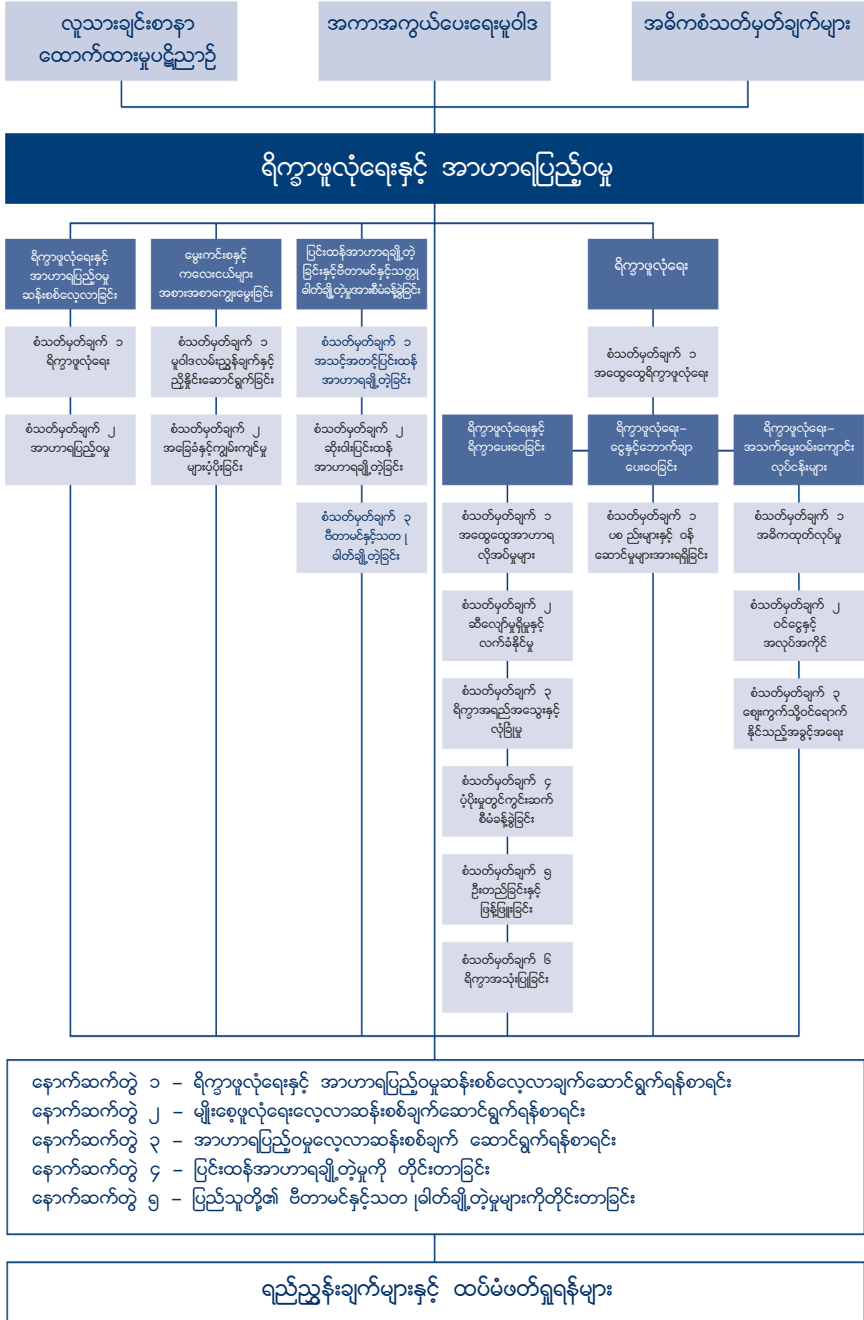 လူသားချင်းစာနာ
ထောက်ထားမှုပဋိညာဉ်
အကာအကွယ်ပေးရေးမူဝါဒ
အဓိကစံသတ်မှတ်ချက်များ
ရိက္ခာဖူလုံရေးနှင့် အာဟာရပြည့်ဝမှု
ရိက္ခာဖူလုံရေးနှင့်
အာဟာရပြည့်ဝမှု
ဆန်းစစ်လေ့လာခြင်း
စံသတ်မှတ်ချက် ၁
ရိက္ခာဖူလုံရေး
စံသတ်မှတ်ချက် ၂
အာဟာရပြည့်ဝမှု
မွေးကင်းစနှင့်
ကလေးငယ်များ
အစားအစာကျွေးမွေးခြင်း
စံသတ်မှတ်ချက် ၁
မူဝါဒလမ်းညွှန်ချက်နှင့်
ညှိနှိုင်းဆောင်ရွက်ခြင်း
စံသတ်မှတ်ချက် ၂
အခြေခံနှင့်ကျွမ်းကျင်မှု
များပံ့ပိုးခြင်း
ပြင်းထန်အာဟာရချို့တဲ့
ခြင်းနှင့်ဗီတာမင်နှင့်သတ္တု
ဓါတ်ချို့တဲ့မှုအားစီမံခန့်ခွဲခြင်း
စံသတ်မှတ်ချက် ၁
အသင့်အတင့်ပြင်းထန်
အာဟာရချို့တဲ့ခြင်း
စံသတ်မှတ်ချက် ၂
ဆိုးဝါးပြင်းထန်
အာဟာရချို့တဲ့ခြင်း
စံသတ်မှတ်ချက် ၃
ဗီတာမင်နှင့်သတ ု
ဓါတ်ချို့တဲ့ခြင်း
ရိက္ခာဖူလုံရေး
စံသတ်မှတ်ချက် ၁
အထွေထွေရိက္ခာဖူလုံရေး
ရိက္ခာဖူလုံရေးနှင့်
ရိက္ခာပေးဝေခြင်း
စံသတ်မှတ်ချက် ၁
အထွေထွေအာဟာရ
လိုအပ်မှုများ
စံသတ်မှတ်ချက် ၂
ဆီလျော်မှုရှိမှုနှင့်
လက်ခံနိုင်မှု
စံသတ်မှတ်ချက် ၃
ရိက္ခာအရည်အသွေးနှင့်
လုံခြုံမှု
စံသတ်မှတ်ချက် ၄
ပံ့ပိုးမှုတွင်ကွင်းဆက်
စီမံခန့်ခွဲခြင်း
စံသတ်မှတ်ချက် ၅
ဦးတည်ခြင်းနှင့်
ဖြန့်ဖြူးခြင်း
စံသတ်မှတ်ချက် ၆
ရိက္ခာအသုံးပြုခြင်း
ရိက္ခာဖူလုံရေး–
ငွေနှင့်ဘောက်ချာ
ပေးဝေခြင်း
စံသတ်မှတ်ချက် ၁
ပစ ည်းများနှင့် ဝန်
ဆောင်မှုများအားရရှိခြင်း
ရိက္ခာဖူလုံရေး–
အသက်မွေးဝမ်းကျောင်း
လုပ်ငန်းများ
စံသတ်မှတ်ချက် ၁
အဓိကထုတ်လုပ်မှု
စံသတ်မှတ်ချက် ၂
ဝင်ငွေနှင့်
အလုပ်အကိုင်
စံသတ်မှတ်ချက် ၃
ဈေးကွက်သို့ဝင်ရောက်
နိုင်သည့်အခွင့်အရေး
နောက်ဆက်တွဲ ၁ – ရိက္ခာဖူလုံရေးနှင့် အာဟာရပြည့်ဝမှုဆန်းစစ်လေ့လာချက်ဆောင်ရွက်ရန်စာရင်း
နောက်ဆက်တွဲ ၂ – မျိုးစေ့ဖူလုံရေးလေ့လာဆန်းစစ်ချက်ဆောင်ရွက်ရန်စာရင်း
နောက်ဆက်တွဲ ၃ – အာဟာရပြည့်ဝမှုလေ့လာဆန်းစစ်ချက် ဆောင်ရွက်ရန်စာရင်း
နောက်ဆက်တွဲ ၄ – ပြင်းထန်အာဟာရချို့တဲ့မှုကို တိုင်းတာခြင်း
နောက်ဆက်တွဲ ၅ – ပြည်သူတို့၏ ဗီတာမင်နှင့်သတ ုဓါတ်ချို့တဲ့မှုများကိုတိုင်းတာခြင်း
ရည်ညွှန်းချက်များနှင့် ထပ်မံဖတ်ရှုရန်များ